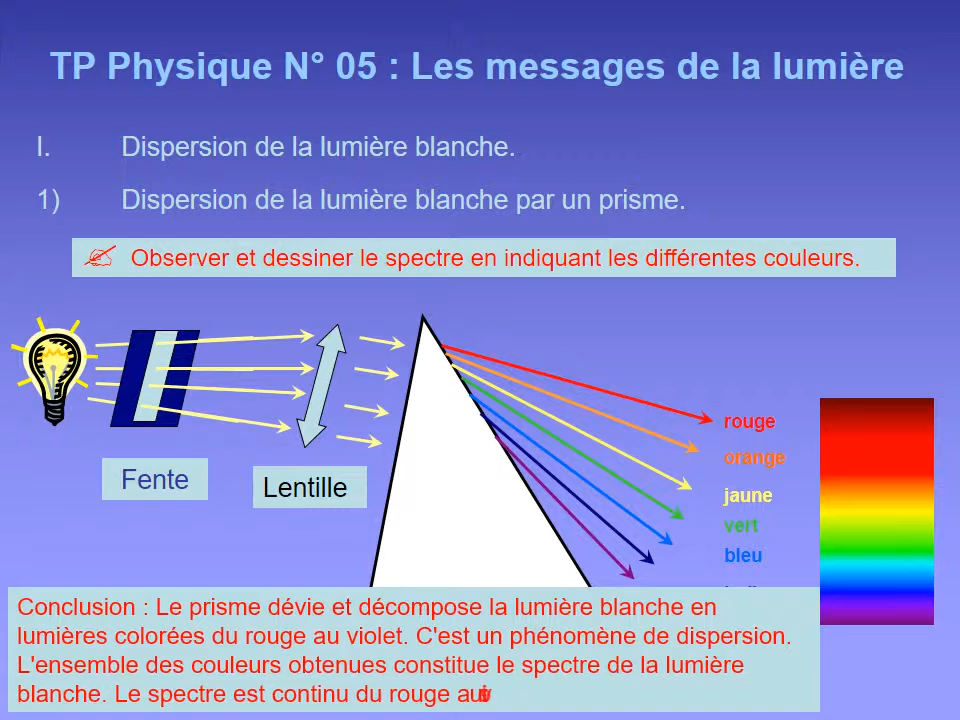 TP Physique N° 05 : Les messages de la lumière
I. Dispersion de la lumière blanche.
1) Dispersion de la lumière blanche par un prisme.
Observer et dessiner le spectre en indiquant les différentes couleurs.
rouge
orange
jaune
vert
bleu
Fente
Lentille
Conclusion : Le prisme dévie et décompose la lumière blanche en
lumières colorées du rouge au violet. C'est un phénomène de dispersion.
L'ensemble des couleurs obtenues constitue le spectre de la lumière
blanche. Le spectre est continu du rouge au